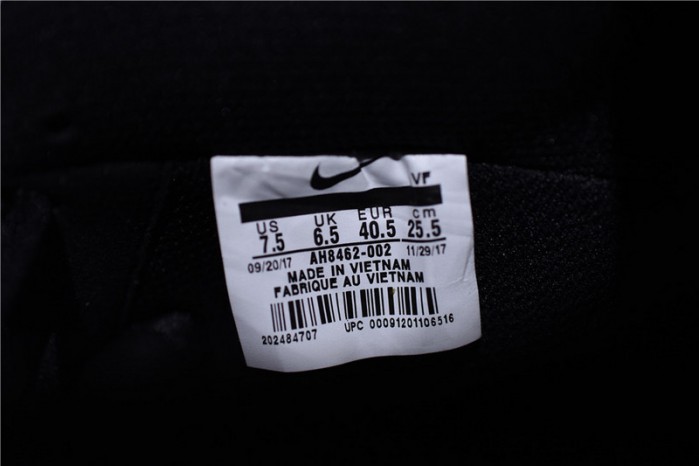 VF
US UK EUR cm
7.5 6.5 40.5 25.5
09/20/17 AH8462-002 11/29/17
MADE IN VIETNAM
FABRIQUE AU VIETNAM
202484707 UPC 00091201106516